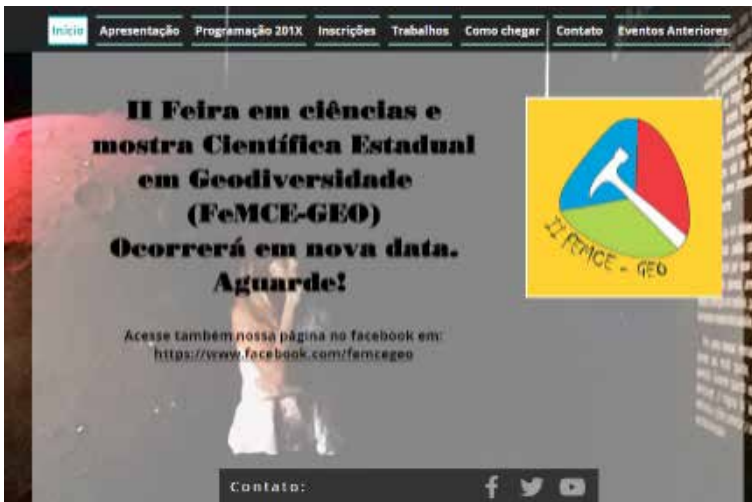 Início Apresentação Programação 201X Inscrições Trabalhos Como chegar Contato Eventos Anteriores
II Feira em ciências e
mostra Científica Estadual
em Geodiversidade
(FeMCE-GEO)
Ocorrerá em nova data.
Aguarde!
II FEMCE - GEO
Acesse também nossa página no facebook em:
https://www.facebook.com/femcegeo
Contato: